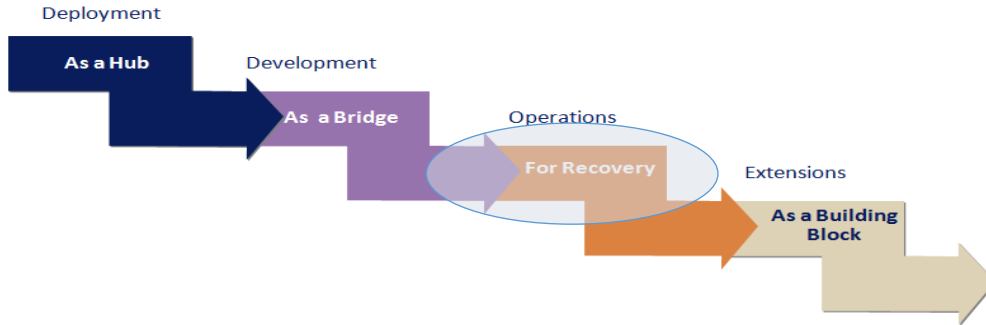 Deployment
As a Hub
Development
As a Bridge
Operations
For Recovery
Extensions
As a Building
Block